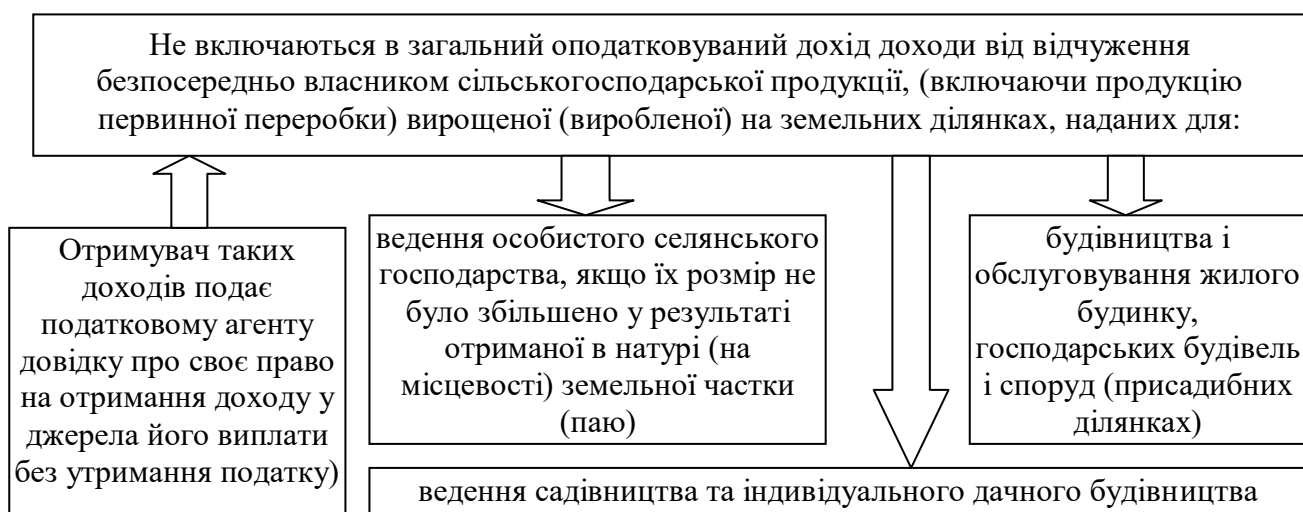 Не включаються в загальний оподатковуваний дохід доходи від відчуження
безпосередньо власником сільськогосподарської продукції, (включаючи продукцію
первинної переробки) вирощеної (виробленої) на земельних ділянках, наданих для:
Отримувач таких
доходів подає
податковому агенту
довідку про своє право
на отримання доходу у
джерела його виплати
без утримання податку)
ведення особистого селянського
господарства, якщо їх розмір не
було збільшено у результаті
отриманої в натурі (на
місцевості) земельної частки
(паю)
будівництва і
обслуговування жилого
будинку,
господарських будівель
і споруд (присадибних
ділянках)
ведення садівництва та індивідуального дачного будівництва